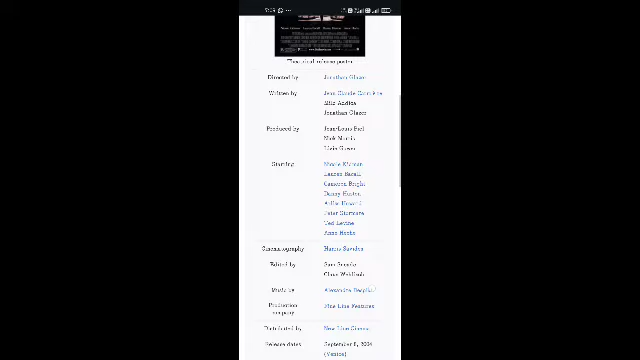 Theatrical release poster
Directed by Jonathan Glazer
Written by Jean-Claude Carrière
Milo Addica
Jonathan Glazer
Produced by Jean-Louis Piel
Nick Morris
Lizie Gower
Starring Nicole Kidman
Lauren Bacall
Cameron Bright
Danny Huston
Arliss Howard
Peter Stormare
Ted Levine
Anne Heche
Cinematography Harris Savides
Edited by Sam Sneade
Claus Wehlisch
Music by Alexandre Desplat
Production Fine Line Features
company
Distributed by New Line Cinema
Release dates September 8, 2004
(Venice)